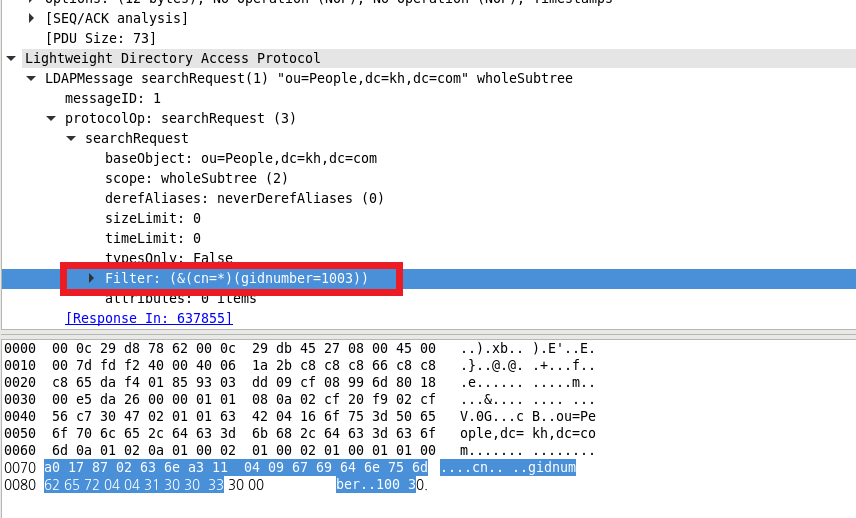 Options: (12 bytes), No-Operation (NOP), No-Operation (NOP), Timestamps
[SEQ/ACK analysis]
[PDU Size: 73]
Lightweight Directory Access Protocol
LDAPMessage searchRequest(1) "ou=People,dc=kh,dc=com" wholeSubtree
messageID: 1
protocolOp: searchRequest (3)
searchRequest
baseObject: ou=People,dc=kh,dc=com
scope: wholeSubtree (2)
derefAliases: neverDerefAliases (0)
sizeLimit: 0
timeLimit: 0
typesOnly: False
Filter: (&(cn=*)(gidnumber=1003))
attributes: 0 items
[Response In: 637855]
0000 00 0c 29 d8 78 62 00 0c 29 db 45 27 08 00 45 00 ..).xb.. ).E'..E.
0010 00 7d fd f2 40 00 40 06 1a 2b c8 c8 c8 66 c8 c8 .}..@.@. .+...f..
0020 c8 65 da f4 01 85 93 03 dd 09 cf 08 99 6d 80 18 .e...... .....m..
0030 00 e5 da 26 00 00 01 01 08 0a 02 cf 20 f9 02 cf ...&.... .... ...
0040 56 c7 30 47 02 01 01 63 42 04 16 6f 75 3d 50 65 V.0G...c B..ou=Pe
0050 6f 70 6c 65 2c 64 63 3d 6b 68 2c 64 63 3d 63 6f ople,dc= kh,dc=co
0060 6d 0a 01 02 0a 01 00 02 01 00 02 01 00 01 01 00 m....... ........
0070 a0 17 87 02 63 6e a3 11 04 09 67 69 64 6e 75 6d ....cn.. ..gidnum
0080 62 65 72 04 04 31 30 30 33 30 00 ber..100 30.